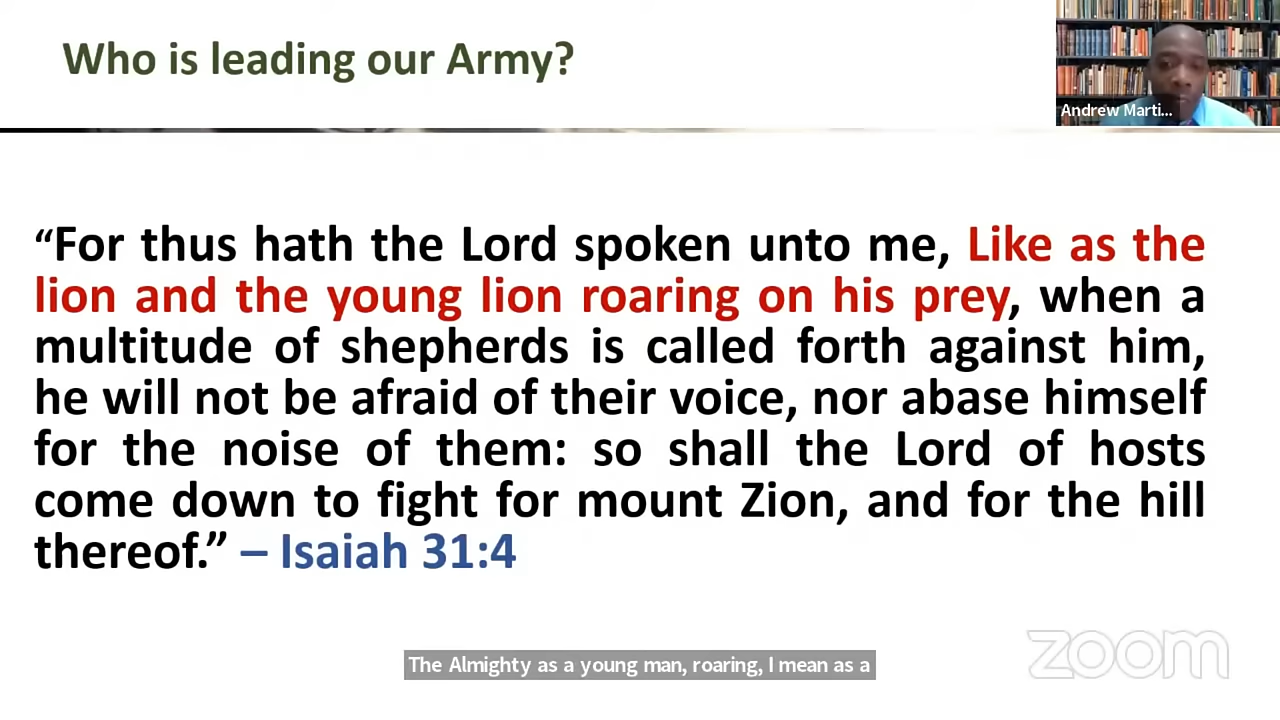 Who is leading our Army?
Andrew Marti...
“For thus hath the Lord spoken unto me, Like as the
lion and the young lion roaring on his prey, when a
multitude of shepherds is called forth against him,
he will not be afraid of their voice, nor abase himself
for the noise of them: so shall the Lord of hosts
come down to fight for mount Zion, and for the hill
thereof.” – Isaiah 31:4
The Almighty as a young man, roaring, I mean as a
zoom